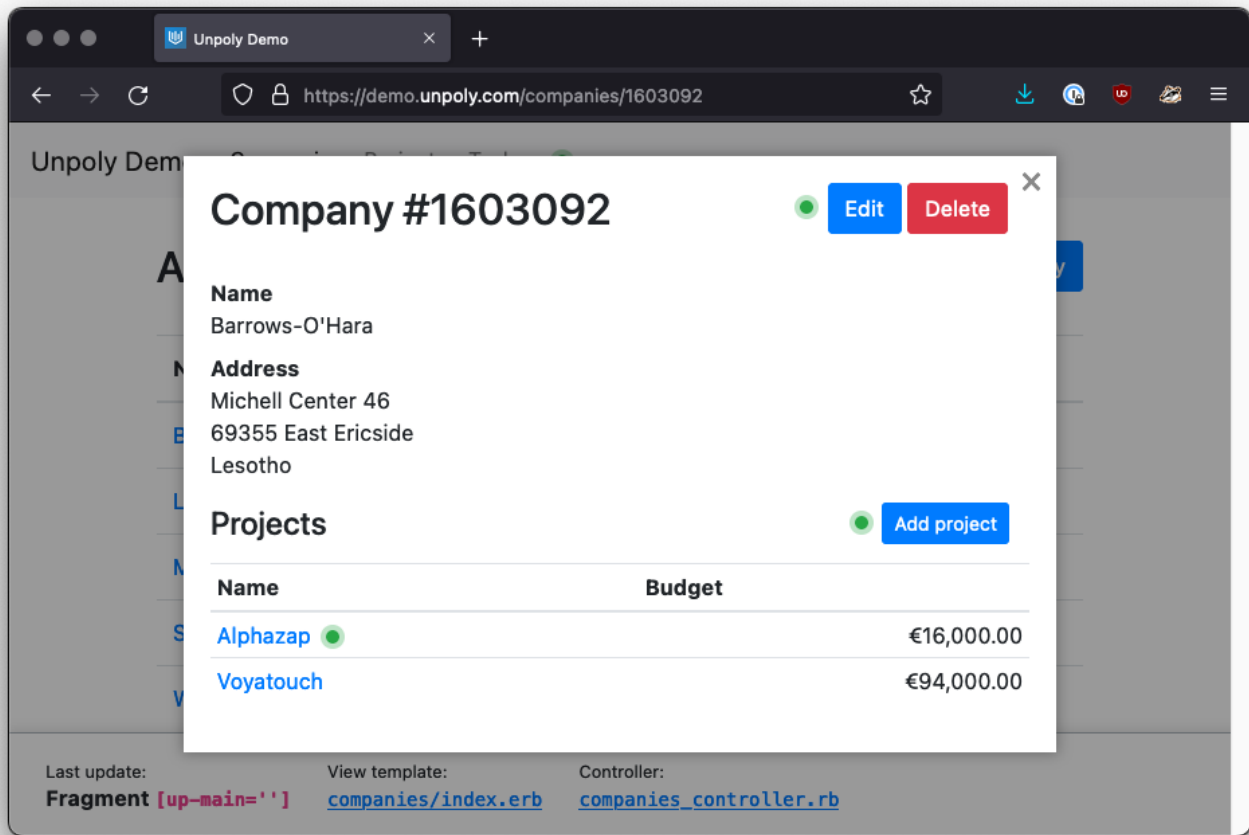 Unpoly Demo
https://demo.unpoly.com/companies/1603092
Unpoly Dem
Company #1603092
Edit
Delete
Name
Barrows-O'Hara
Address
Michell Center 46
69355 East Ericside
Lesotho
Projects
Add project
Name Budget
Alphazap €16,000.00
Voyatouch €94,000.00
Last update: View template: Controller:
Fragment [up-main=''] companies/index.erb companies_controller.rb